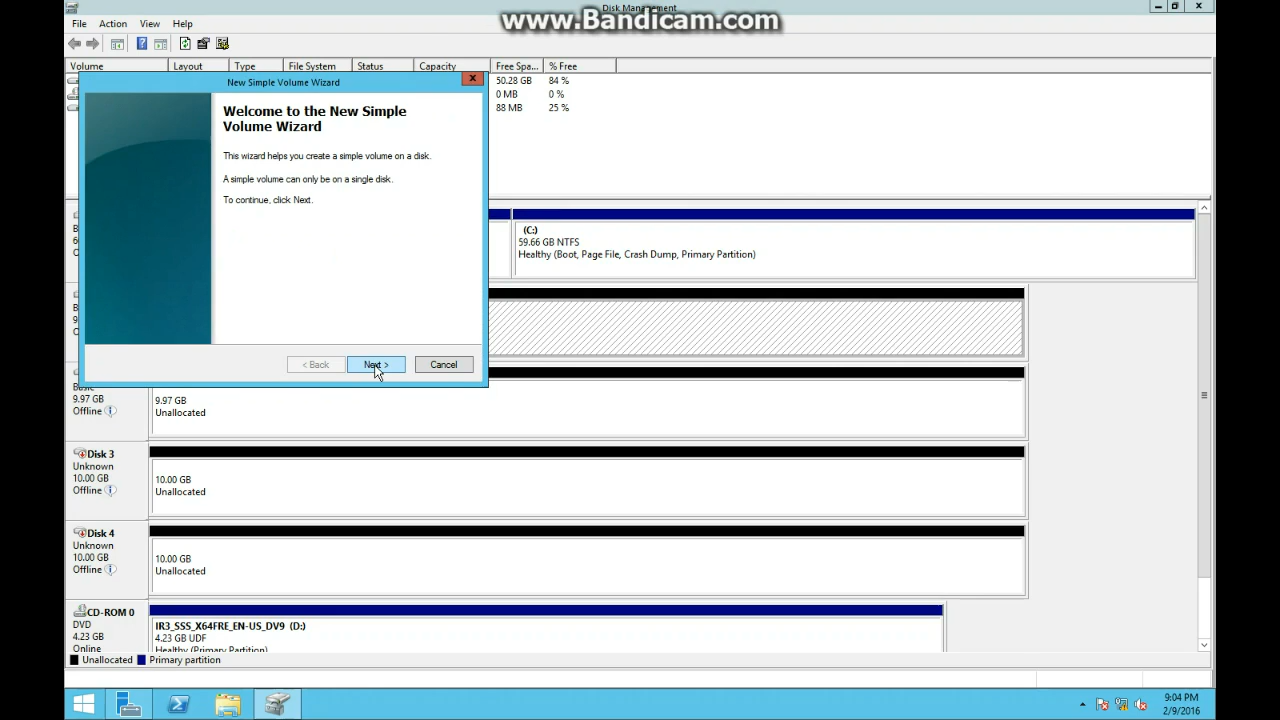 Disk Management
www.Bandicam.com
File Action View Help
Volume Layout Type File System Status Capacity Free Spa... % Free
50.28 GB 84 %
0 MB 0 %
88 MB 25 %
New Simple Volume Wizard
Welcome to the New Simple
Volume Wizard
This wizard helps you create a simple volume on a disk.
A simple volume can only be on a single disk.
To continue, click Next.
< Back Next > Cancel
(C:)
59.66 GB NTFS
Healthy (Boot, Page File, Crash Dump, Primary Partition)
Basic
9.97 GB
Offline
9.97 GB
Unallocated
Disk 3
Unknown
10.00 GB
Offline
10.00 GB
Unallocated
Disk 4
Unknown
10.00 GB
Offline
10.00 GB
Unallocated
CD-ROM 0
DVD
4.23 GB
Online
IR3_SSS_X64FRE_EN-US_DV9 (D:)
4.23 GB UDF
Healthy (Primary Partition)
Unallocated Primary partition
9:04 PM
2/9/2016